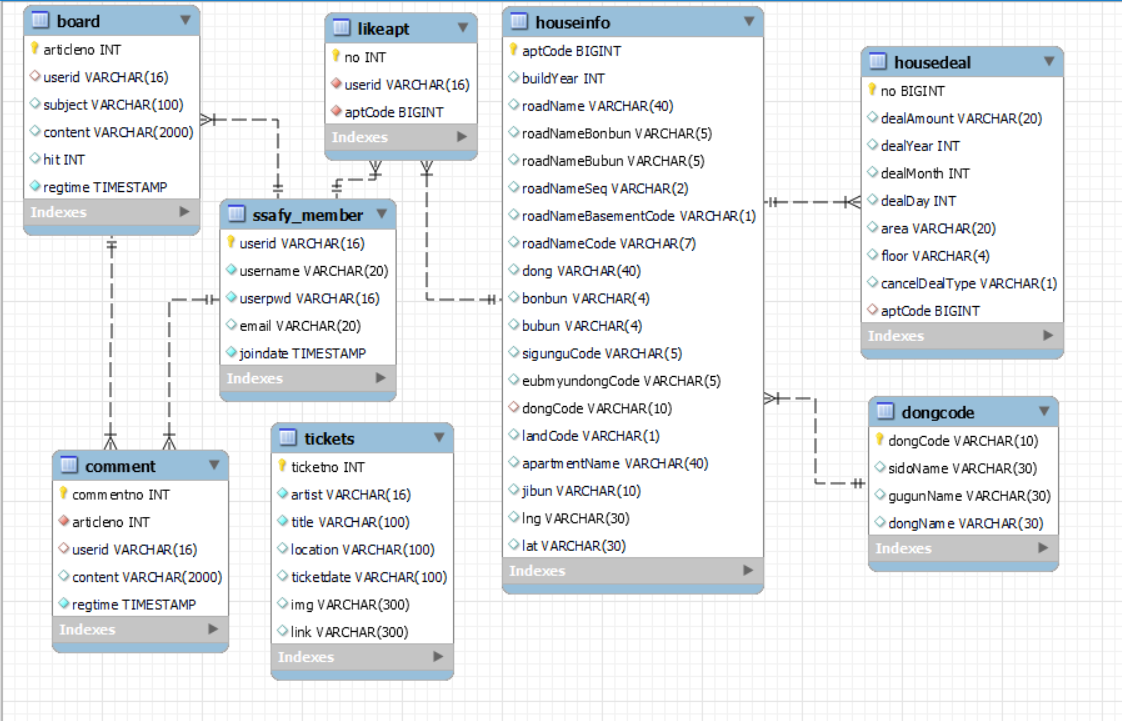 board
articleno INT
userid VARCHAR(16)
subject VARCHAR(100)
content VARCHAR(2000)
hit INT
regtime TIMESTAMP
Indexes
likeapt
no INT
userid VARCHAR(16)
aptCode BIGINT
Indexes
ssafy_member
userid VARCHAR(16)
username VARCHAR(20)
userpwd VARCHAR(16)
email VARCHAR(20)
joindate TIMESTAMP
Indexes
comment
commentno INT
articleno INT
userid VARCHAR(16)
content VARCHAR(2000)
regtime TIMESTAMP
Indexes
tickets
ticketno INT
artist VARCHAR(16)
title VARCHAR(100)
location VARCHAR(100)
ticketdate VARCHAR(100)
img VARCHAR(300)
link VARCHAR(300)
Indexes
houseinfo
aptCode BIGINT
buildYear INT
roadName VARCHAR(40)
roadNameBonbun VARCHAR(5)
roadNameBubun VARCHAR(5)
roadNameSeq VARCHAR(2)
roadNameBasementCode VARCHAR(1)
roadNameCode VARCHAR(7)
dong VARCHAR(40)
bonbun VARCHAR(4)
bubun VARCHAR(4)
sigunguCode VARCHAR(5)
eubmyundongCode VARCHAR(5)
dongCode VARCHAR(10)
landCode VARCHAR(1)
apartmentName VARCHAR(40)
jibun VARCHAR(10)
lng VARCHAR(30)
lat VARCHAR(30)
Indexes
housedeal
no BIGINT
dealAmount VARCHAR(20)
dealYear INT
dealMonth INT
dealDay INT
area VARCHAR(20)
floor VARCHAR(4)
cancelDealType VARCHAR(1)
aptCode BIGINT
Indexes
dongcode
dongCode VARCHAR(10)
sidoName VARCHAR(30)
gugunName VARCHAR(30)
dongName VARCHAR(30)
Indexes